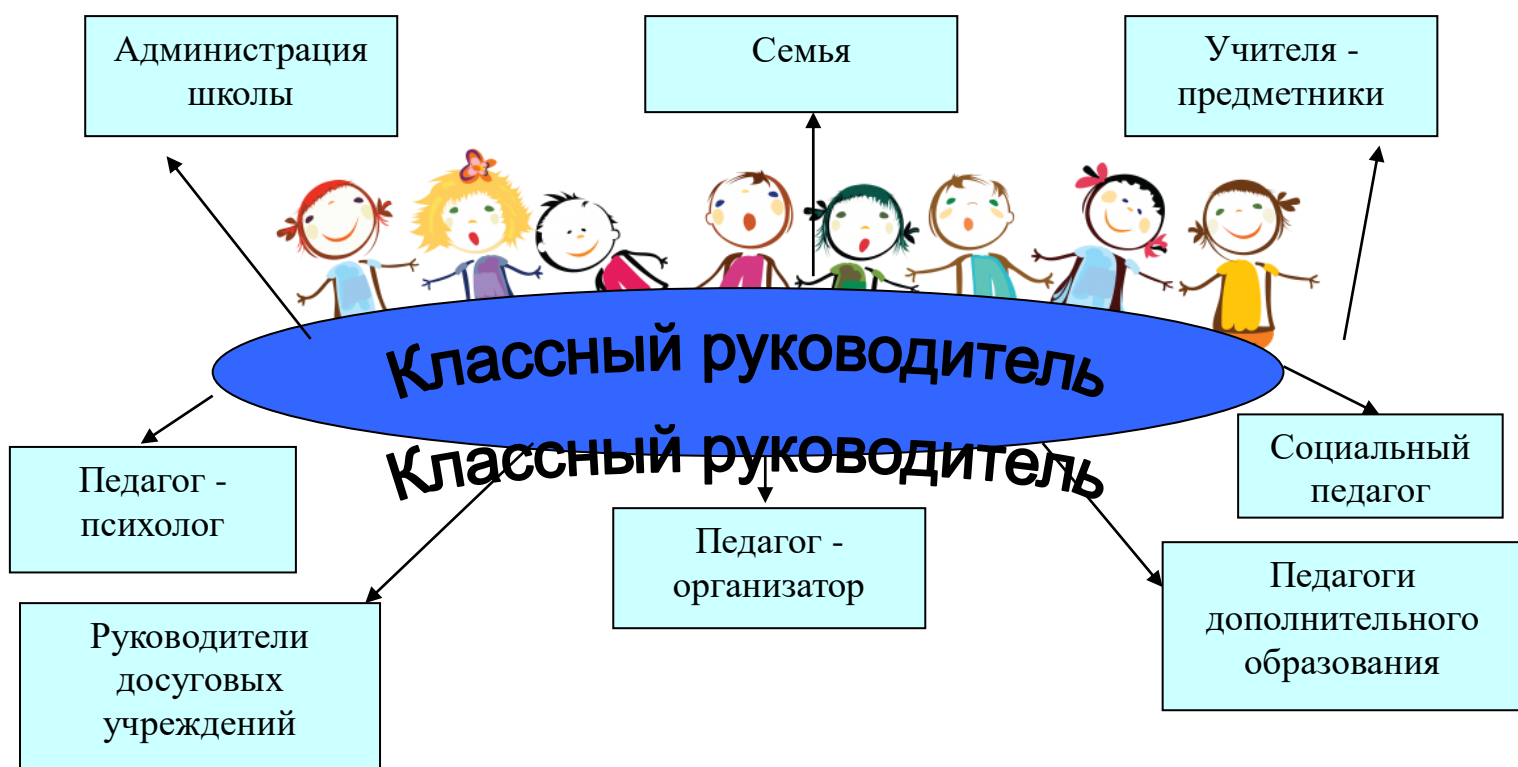 Администрация
школы
Семья
Учителя -
предметники
Классный руководитель
Классный руководитель
Педагог -
психолог
Социальный
педагог
Педагог -
организатор
Педагоги
дополнительного
образования
Руководители
досуговых
учреждений